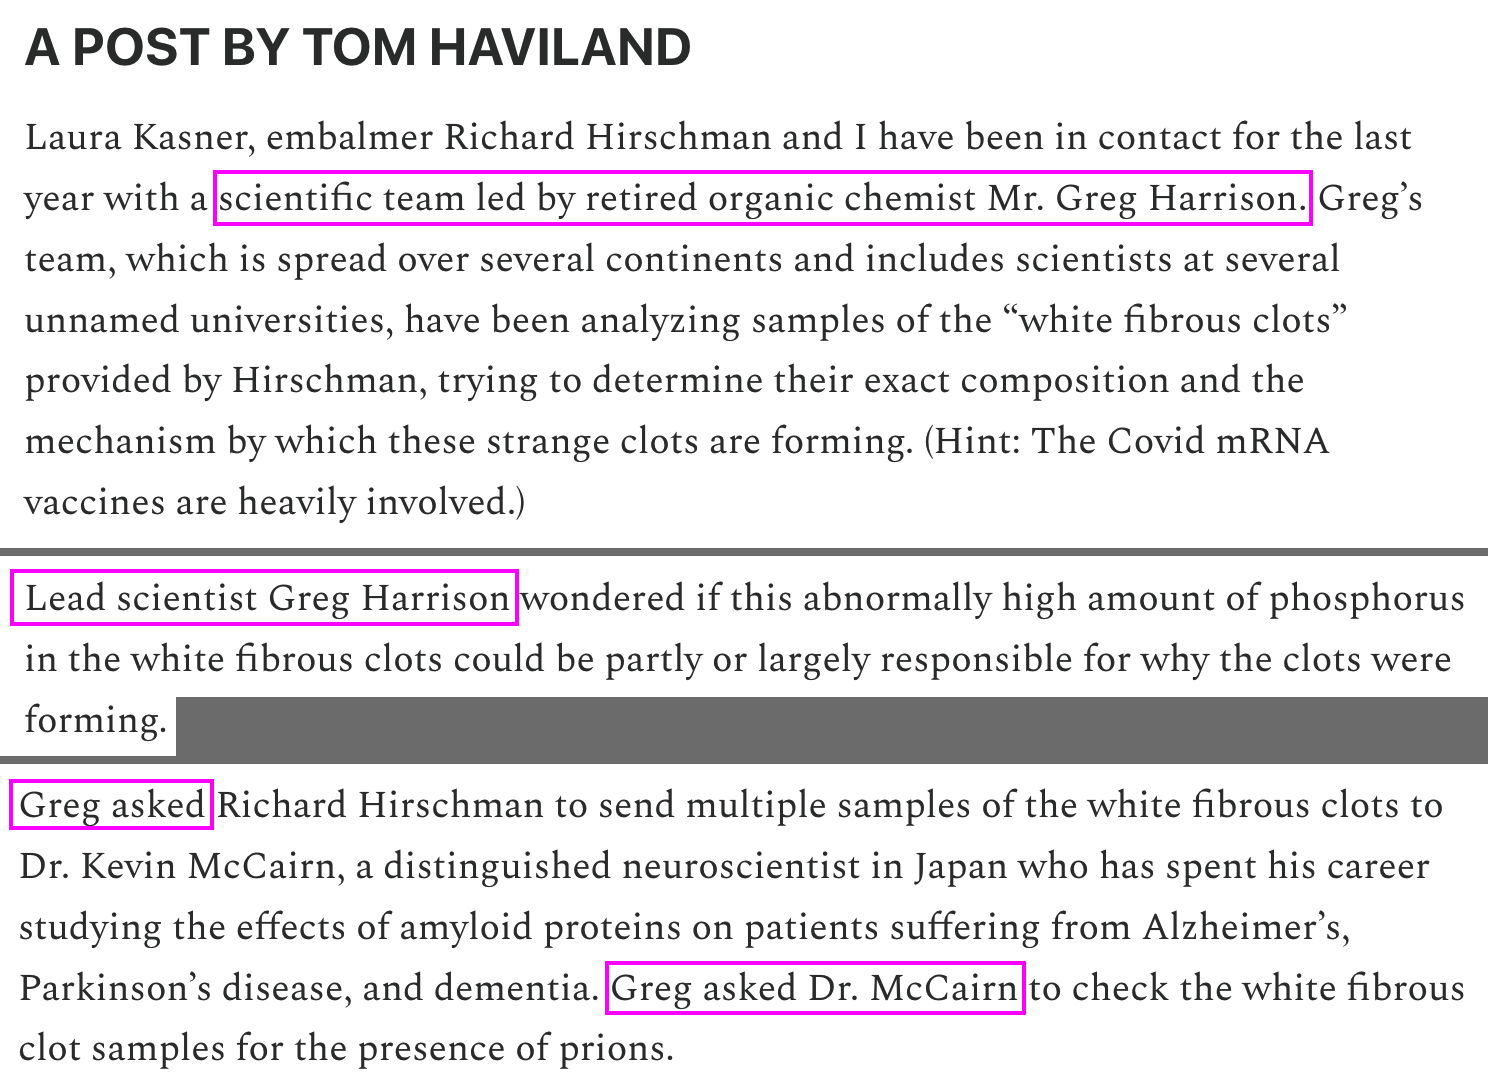 A POST BY TOM HAVILAND
Laura Kasner, embalmer Richard Hirschman and I have been in contact for the last
year with a scientific team led by retired organic chemist Mr. Greg Harrison. Greg’s
team, which is spread over several continents and includes scientists at several
unnamed universities, have been analyzing samples of the “white fibrous clots”
provided by Hirschman, trying to determine their exact composition and the
mechanism by which these strange clots are forming. (Hint: The Covid mRNA
vaccines are heavily involved.)
Lead scientist Greg Harrison wondered if this abnormally high amount of phosphorus
in the white fibrous clots could be partly or largely responsible for why the clots were
forming.
Greg asked Richard Hirschman to send multiple samples of the white fibrous clots to
Dr. Kevin McCairn, a distinguished neuroscientist in Japan who has spent his career
studying the effects of amyloid proteins on patients suffering from Alzheimer’s,
Parkinson’s disease, and dementia. Greg asked Dr. McCairn to check the white fibrous
clot samples for the presence of prions.